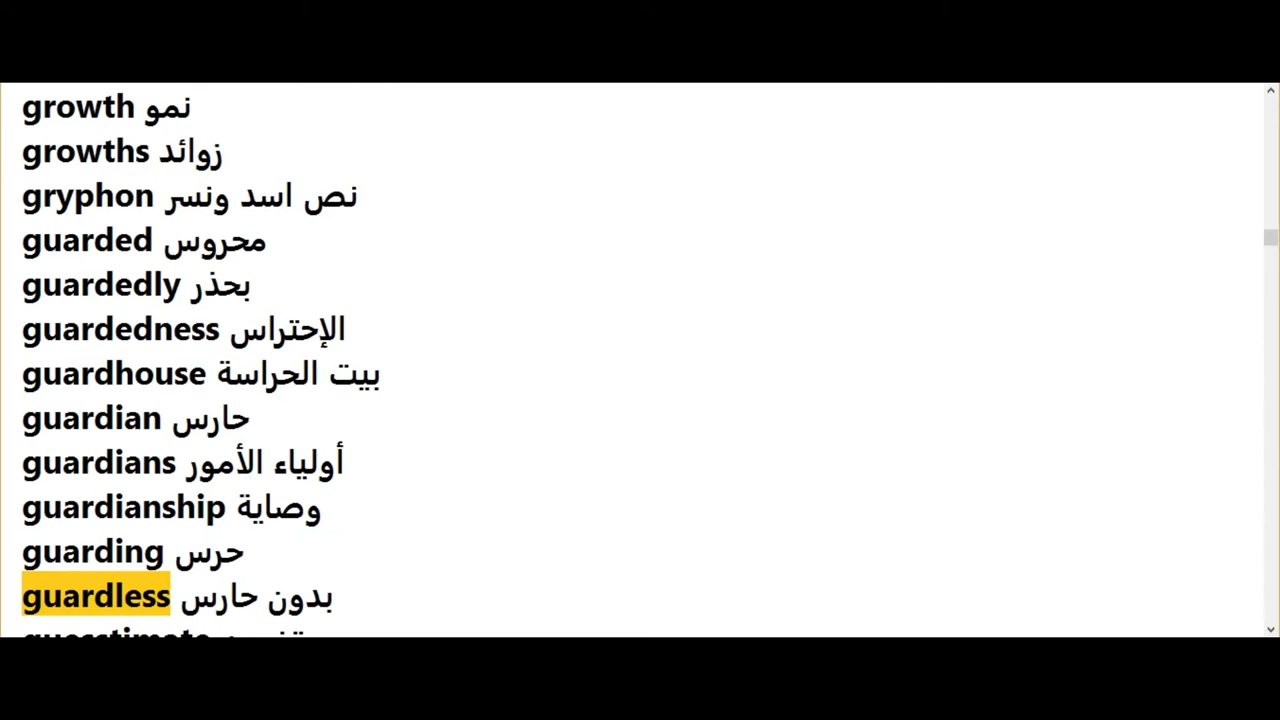 growth نمو
growths زوائد
gryphon نص اسد ونسر
guarded محروس
guardedly بحذر
guardedness الإحتراس
guardhouse بيت الحراسة
guardian حارس
guardians أولياء الأمور
guardianship وصاية
guarding حرس
guardless بدون حارس
guesstimate